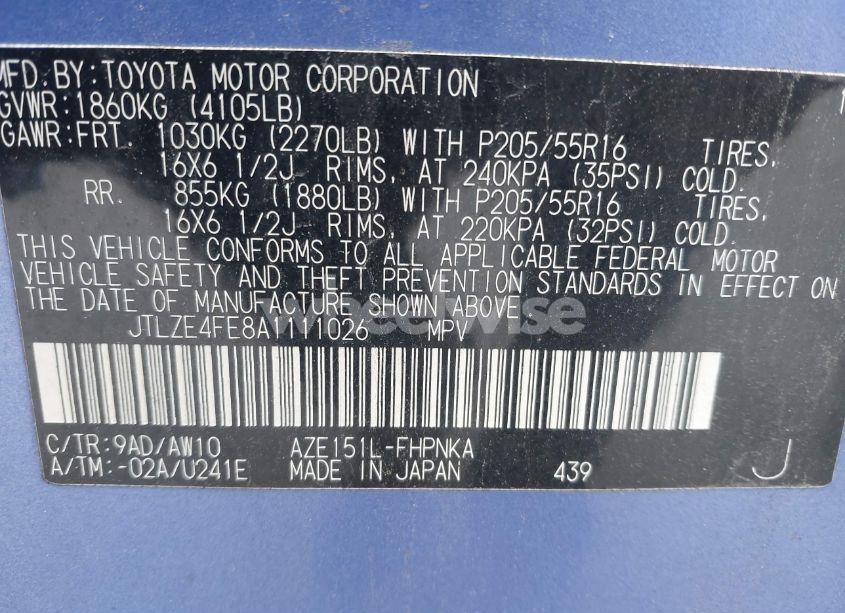 MFD.BY:TOYOTA MOTOR CORPORATION
GVWR:1860KG (4105LB)
GAWR:FRT. 1030KG (2270LB) WITH P205/55R16 TIRES,
16X6 1/2J RIMS, AT 240KPA (35PSI) COLD.
RR. 855KG (1880LB) WITH P205/55R16 TIRES,
16X6 1/2J RIMS, AT 220KPA (32PSI) COLD.
THIS VEHICLE CONFORMS TO ALL APPLICABLE FEDERAL MOTOR
VEHICLE SAFETY AND THEFT PREVENTION STANDARDS IN EFFECT ON
THE DATE OF MANUFACTURE SHOWN ABOVE.
MPV
wheelwise
C/TR:9AD/AW10 AZE151L-FHPNKA
A/TM:-02A/U241E MADE IN JAPAN 439 J